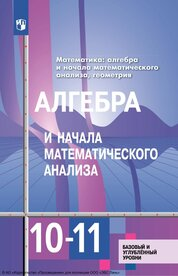 Математика: алгебра
и начала математического
анализа, геометрия
АЛГЕБРА
И НАЧАЛА
МАТЕМАТИЧЕСКОГО
АНАЛИЗА
10–11
БАЗОВЫЙ И
УГЛУБЛЁННЫЙ
УРОВНИ